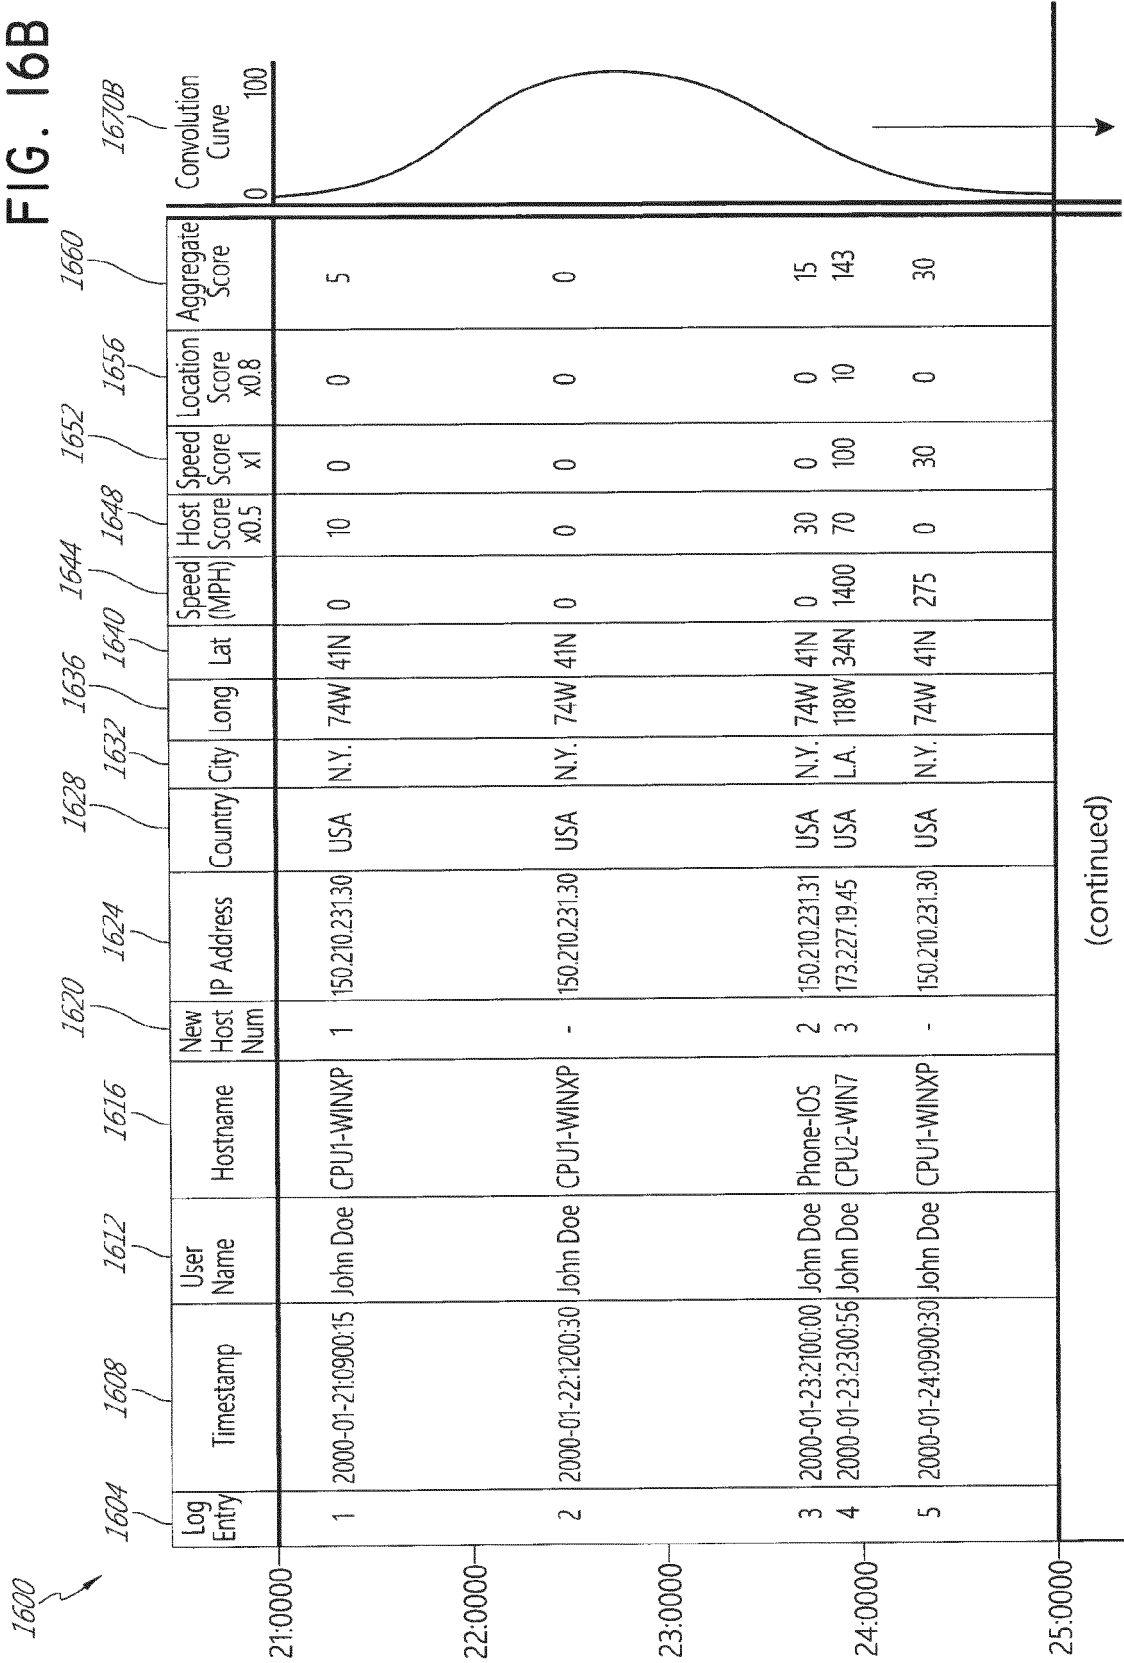 FIG. 16B
1600
1604 1608 1612 1616 1620 1624 1628 1632 1636 1640 1644 1648 1652 1656 1660 1670B
Log Entry Timestamp User Name Hostname New Host Num IP Address Country City Long Lat Speed (MPH) Host Score x0.5 Speed Score x1 Location Score x0.8 Aggregate Score Convolution Curve
0 100
21:0000
1 2000-01-21:0900:15 John Doe CPU1-WINXP 1 150.210.231.30 USA N.Y. 74W 41N 0 10 0 0 5
22:0000
2 2000-01-22:1200:30 John Doe CPU1-WINXP - 150.210.231.30 USA N.Y. 74W 41N 0 0 0 0 0
23:0000
3 2000-01-23:2100:00 John Doe Phone-IOS 2 150.210.231.31 USA N.Y. 74W 41N 0 30 0 0 15
4 2000-01-23:2300:56 John Doe CPU2-WIN7 3 173.227.19.45 USA L.A. 118W 34N 1400 70 100 10 143
24:0000
5 2000-01-24:0900:30 John Doe CPU1-WINXP - 150.210.231.30 USA N.Y. 74W 41N 275 0 30 0 30
25:0000
(continued)